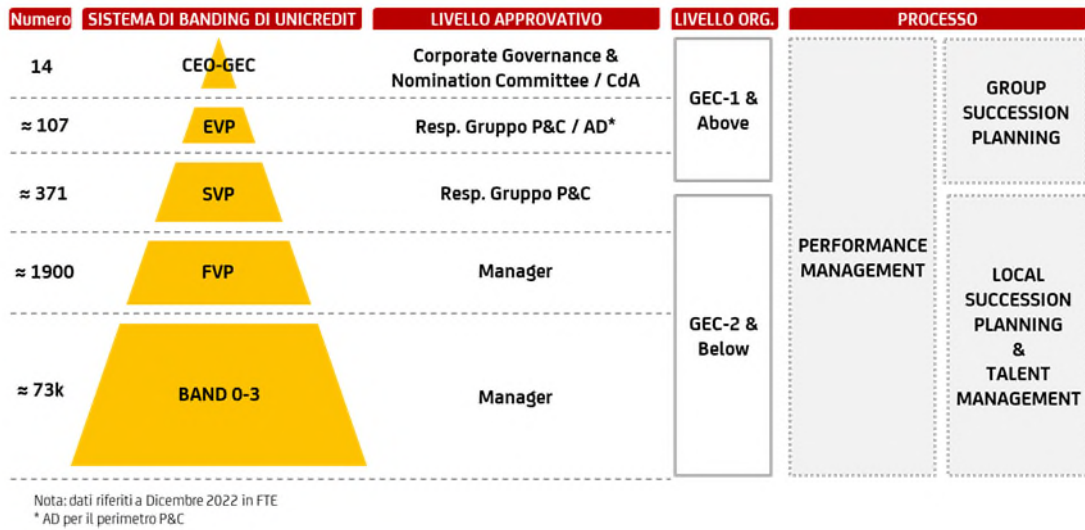 Numero
SISTEMA DI BANDING DI UNICREDIT
LIVELLO APPROVATIVO
LIVELLO ORG.
PROCESSO
14
CEO-GEC
Corporate Governance &
Nomination Committee / CdA
≈ 107
EVP
Resp. Gruppo P&C / AD*
≈ 371
SVP
Resp. Gruppo P&C
≈ 1900
FVP
Manager
≈ 73k
BAND 0-3
Manager
GEC-1 &
Above
GEC-2 &
Below
PERFORMANCE
MANAGEMENT
GROUP
SUCCESSION
PLANNING
LOCAL
SUCCESSION
PLANNING
&
TALENT
MANAGEMENT
Nota: dati riferiti a Dicembre 2022 in FTE
* AD per il perimetro P&C